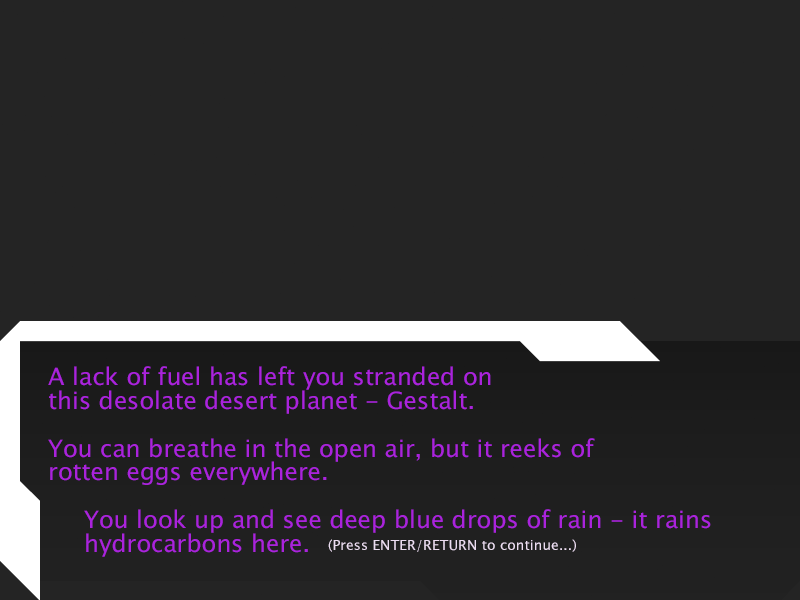 A lack of fuel has left you stranded on
this desolate desert planet – Gestalt.
You can breathe in the open air, but it reeks of
rotten eggs everywhere.
You look up and see deep blue drops of rain – it rains
hydrocarbons here. (Press ENTER/RETURN to continue...)